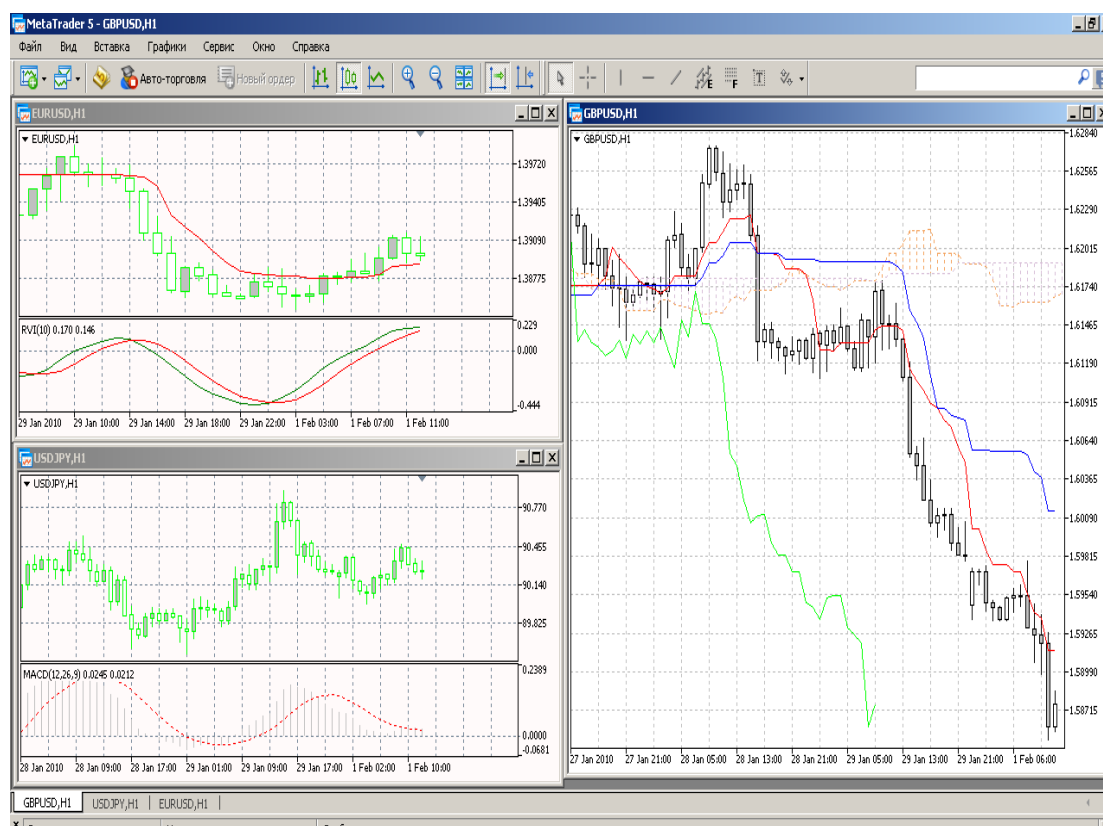 MetaTrader 5 - GBPUSD,H1
Файл Вид Вставка Графики Сервис Окно Справка
Авто-торговля Новый ордер
EURUSD,H1
EURUSD,H1
1.39720
1.39405
1.39090
1.38775
RVI(10) 0.170 0.146
0.229
0.000
-0.444
29 Jan 2010 29 Jan 10:00 29 Jan 14:00 29 Jan 18:00 29 Jan 22:00 1 Feb 03:00 1 Feb 07:00 1 Feb 11:00
USDJPY,H1
USDJPY,H1
90.770
90.455
90.140
89.825
MACD(12,26,9) 0.0245 0.0212
0.2389
0.0000
-0.0681
28 Jan 2010 28 Jan 09:00 28 Jan 17:00 29 Jan 01:00 29 Jan 09:00 29 Jan 17:00 1 Feb 02:00 1 Feb 10:00
GBPUSD,H1
GBPUSD,H1
1.62840
1.62565
1.62290
1.62015
1.61740
1.61465
1.61190
1.60915
1.60640
1.60365
1.60090
1.59815
1.59540
1.59265
1.58990
1.58715
27 Jan 2010 27 Jan 21:00 28 Jan 05:00 28 Jan 13:00 28 Jan 21:00 29 Jan 05:00 29 Jan 13:00 29 Jan 21:00 1 Feb 06:00
GBPUSD,H1 USDJPY,H1 EURUSD,H1